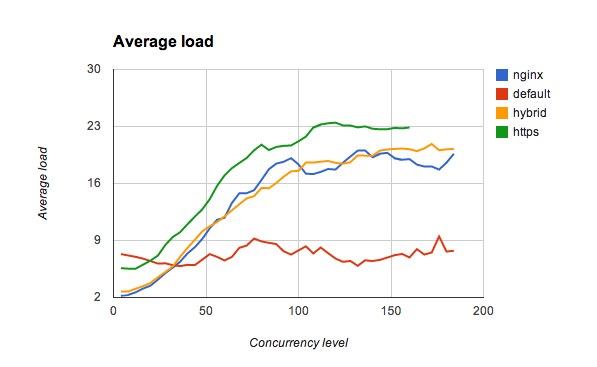 Average load
30
23
16
9
2
Average load
0
50
100
150
200
Concurrency level
nginx
default
hybrid
https